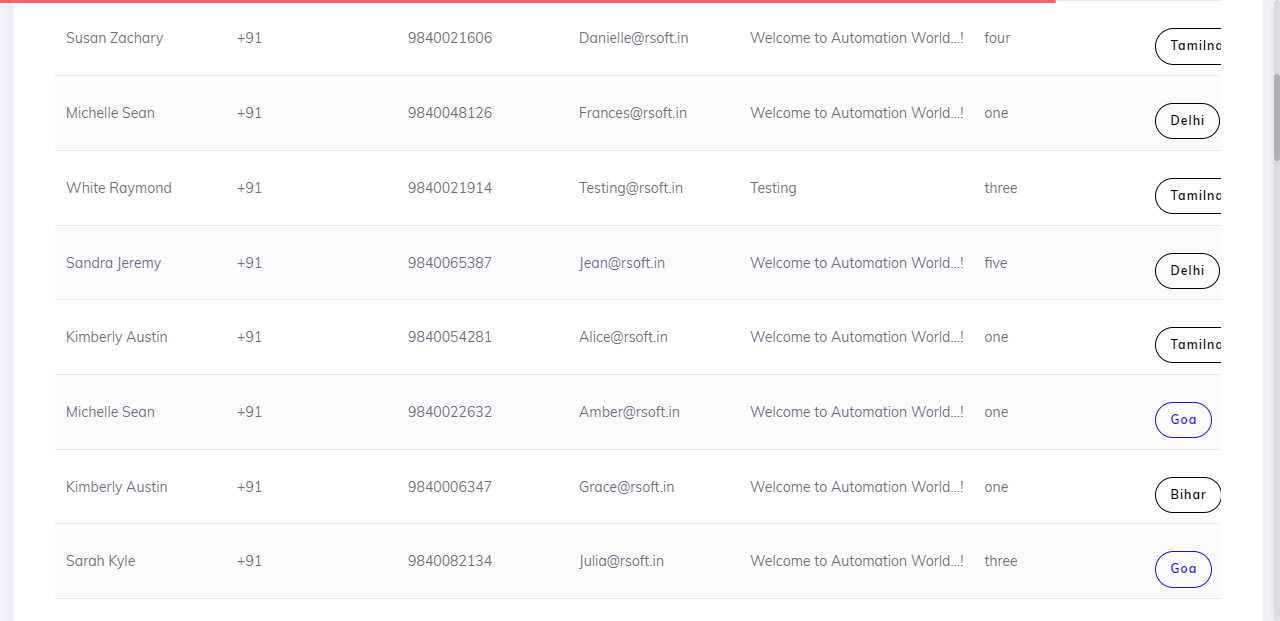 Susan Zachary +91 9840021606 Danielle@rsoft.in Welcome to Automation World...! four Tamilna
Michelle Sean +91 9840048126 Frances@rsoft.in Welcome to Automation World...! one Delhi
White Raymond +91 9840021914 Testing@rsoft.in Testing three Tamilna
Sandra Jeremy +91 9840065387 Jean@rsoft.in Welcome to Automation World...! five Delhi
Kimberly Austin +91 9840054281 Alice@rsoft.in Welcome to Automation World...! one Tamilna
Michelle Sean +91 9840022632 Amber@rsoft.in Welcome to Automation World...! one Goa
Kimberly Austin +91 9840006347 Grace@rsoft.in Welcome to Automation World...! one Bihar
Sarah Kyle +91 9840082134 Julia@rsoft.in Welcome to Automation World...! three Goa